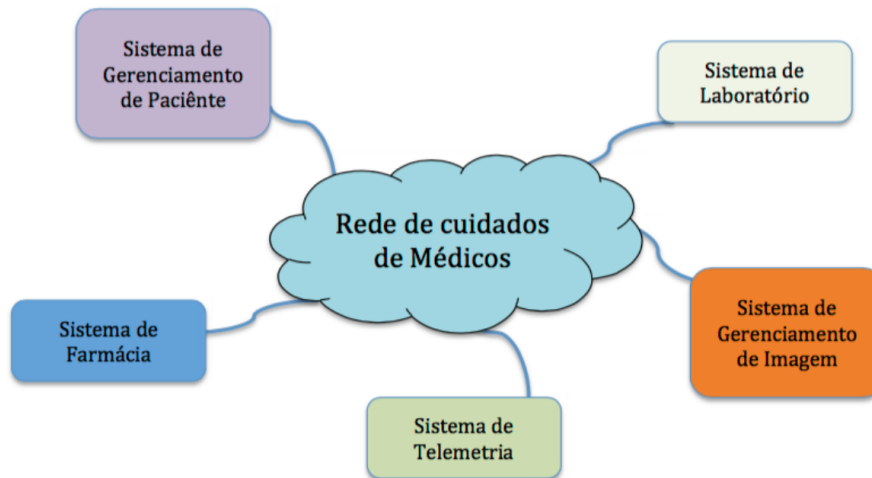 Sistema de
Gerenciamento
de Paciênte
Sistema de
Laboratório
Rede de cuidados
de Médicos
Sistema de
Farmácia
Sistema de
Gerenciamento
de Imagem
Sistema de
Telemetria